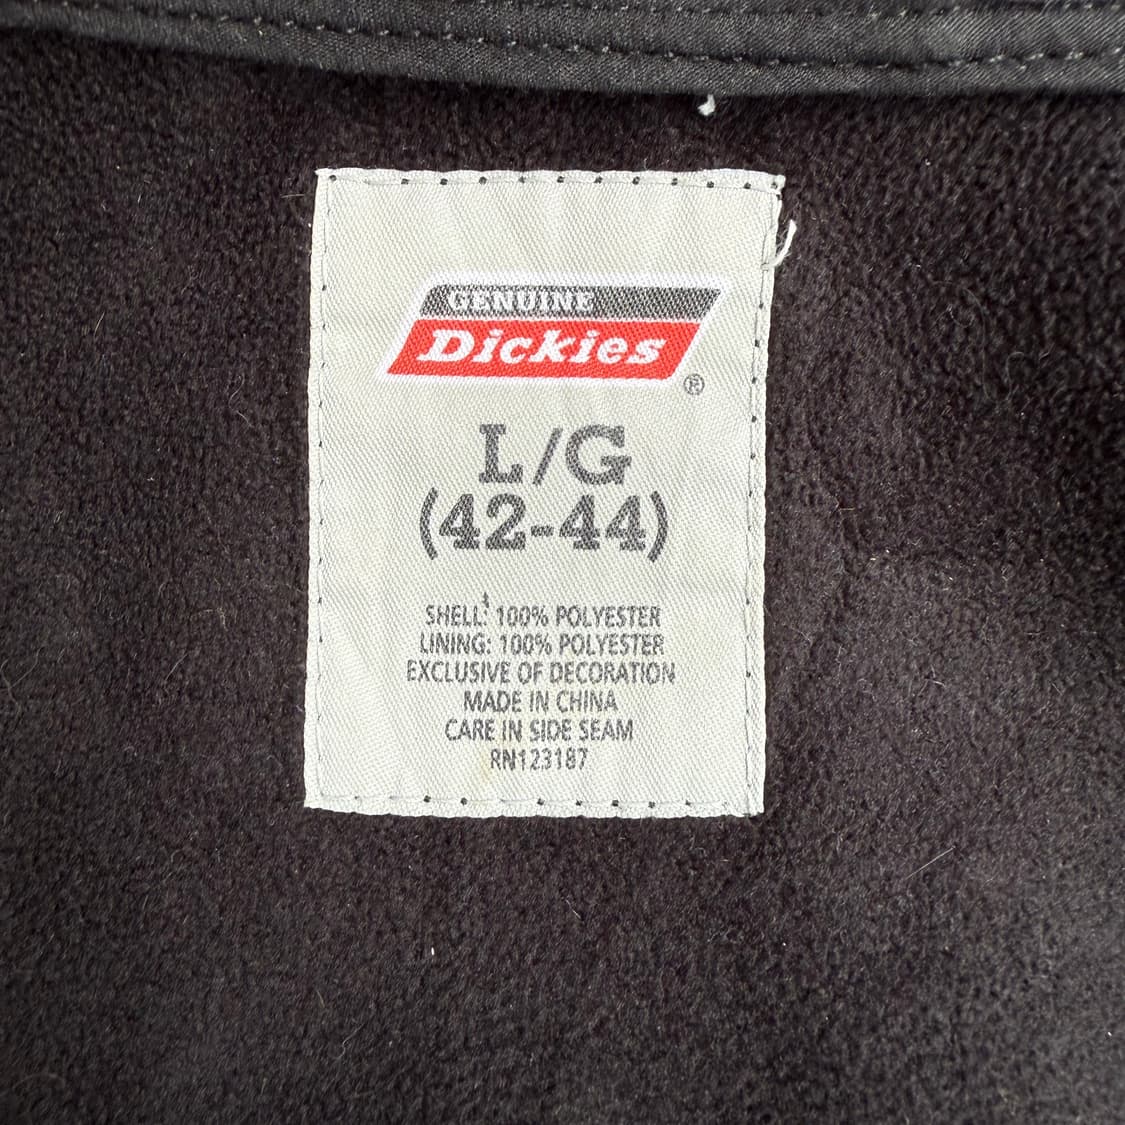 GENUINE
Dickies
®
L/G
(42-44)
SHELL: 100% POLYESTER
LINING: 100% POLYESTER
EXCLUSIVE OF DECORATION
MADE IN CHINA
CARE IN SIDE SEAM
RN123187